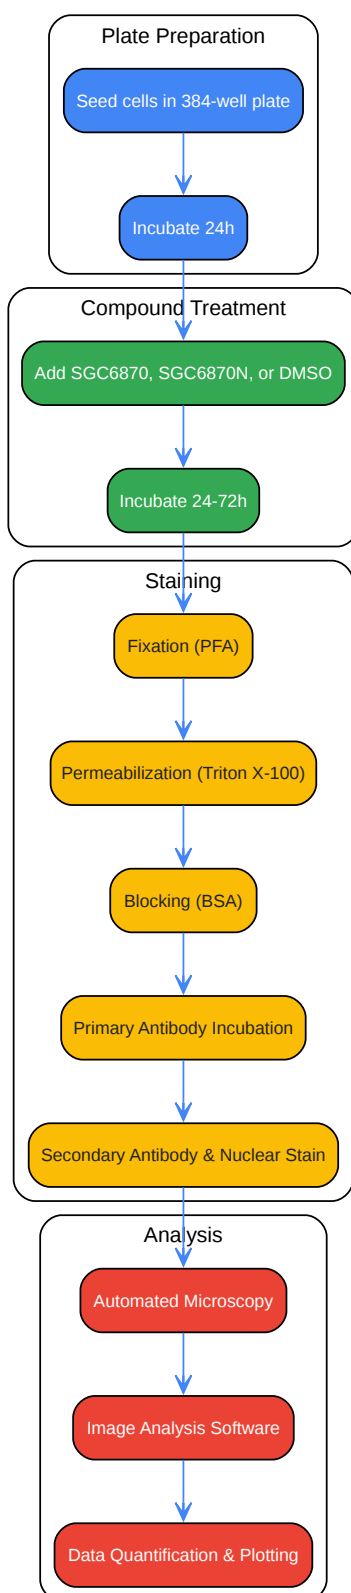 Plate Preparation
Seed cells in 384-well plate
Incubate 24h
Compound Treatment
Add SGC6870, SGC6870N, or DMSO
Incubate 24-72h
Staining
Fixation (PFA)
Permeabilization (Triton X-100)
Blocking (BSA)
Primary Antibody Incubation
Secondary Antibody & Nuclear Stain
Analysis
Automated Microscopy
Image Analysis Software
Data Quantification & Plotting